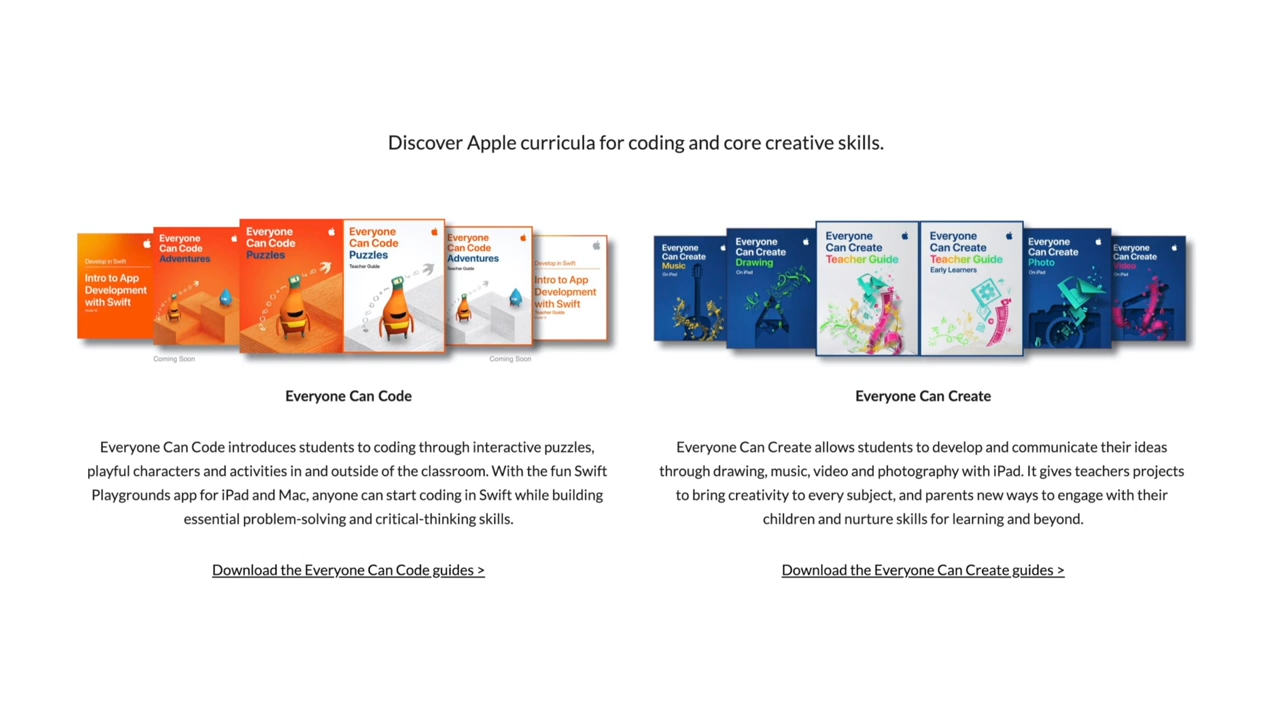 Discover Apple curricula for coding and core creative skills.
Develop in Swift
Intro to App
Development
with Swift
Everyone
Can Code
Adventures
Everyone
Can Code
Puzzles
Everyone
Can Code
Puzzles
Teacher Guide
Everyone
Can Code
Adventures
Teacher Guide
Develop in Swift
Intro to App
Development
with Swift
Teacher Guide
Coming Soon
Coming Soon
Everyone
Can Create
Music
On iPad
Everyone
Can Create
Drawing
On iPad
Everyone
Can Create
Teacher Guide
Everyone
Can Create
Teacher Guide
Early Learners
Everyone
Can Create
Photo
On iPad
Everyone
Can Create
Video
On iPad
Everyone Can Code
Everyone Can Code introduces students to coding through interactive puzzles,
playful characters and activities in and outside of the classroom. With the fun Swift
Playgrounds app for iPad and Mac, anyone can start coding in Swift while building
essential problem-solving and critical-thinking skills.
Download the Everyone Can Code guides >
Everyone Can Create
Everyone Can Create allows students to develop and communicate their ideas
through drawing, music, video and photography with iPad. It gives teachers projects
to bring creativity to every subject, and parents new ways to engage with their
children and nurture skills for learning and beyond.
Download the Everyone Can Create guides >